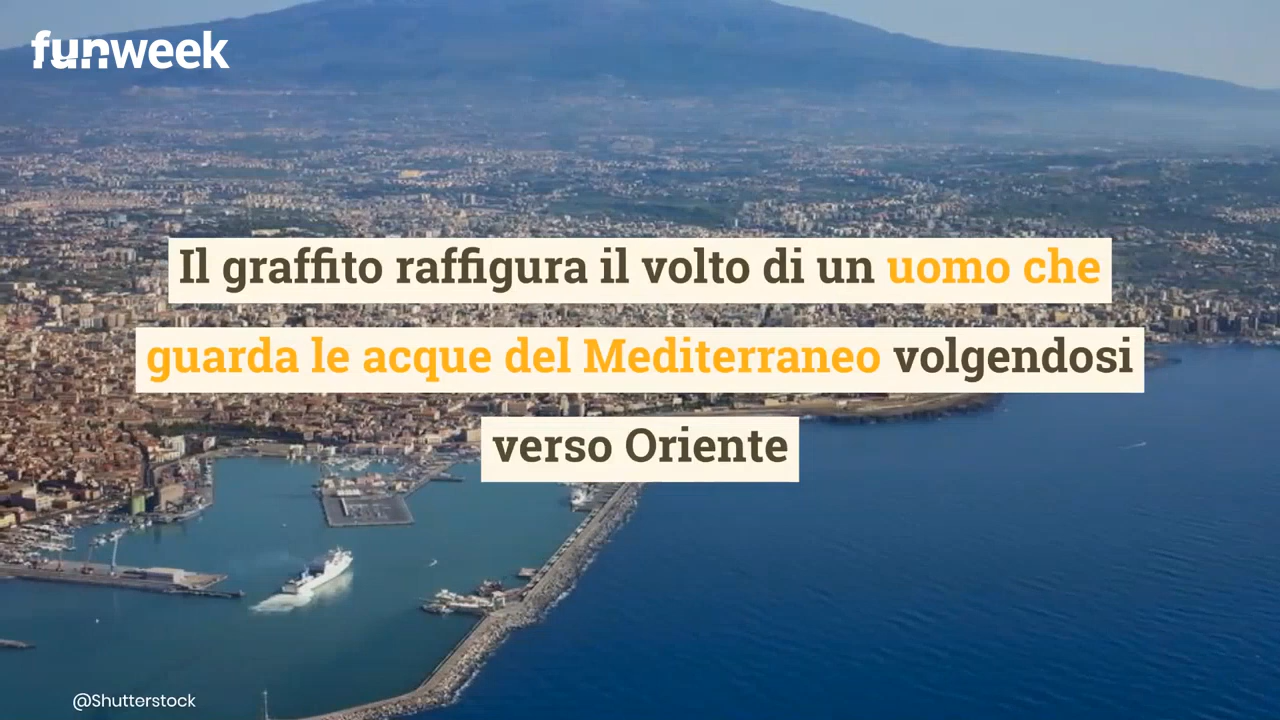 funweek
Il graffito raffigura il volto di un uomo che
guarda le acque del Mediterraneo volgendosi
verso Oriente
@Shutterstock